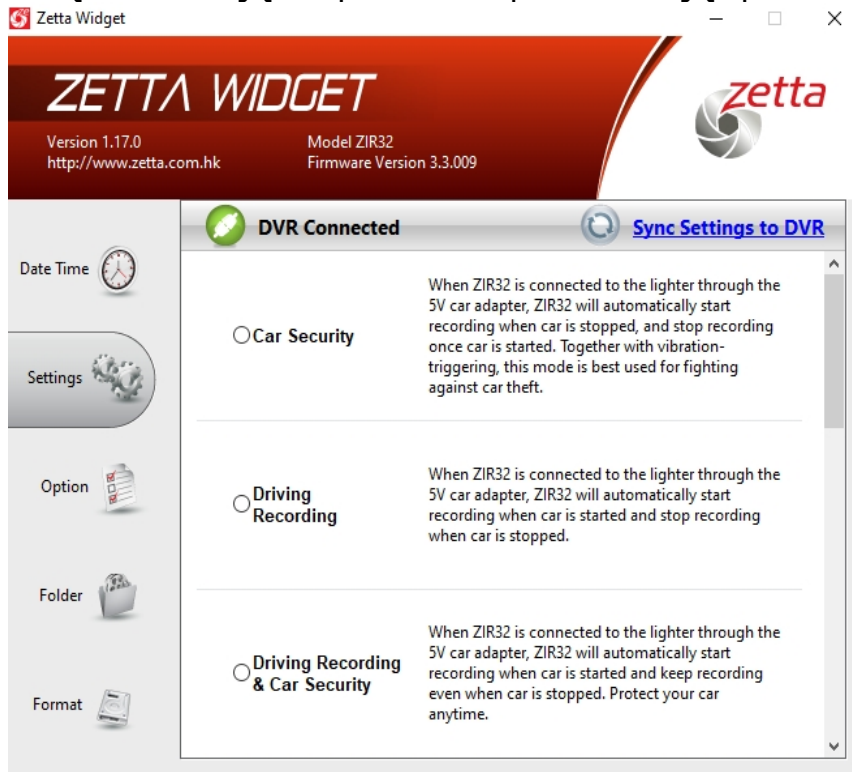 Zetta Widget
ZETTA WIDGET
zetta
Version 1.17.0
Model ZIR32
http://www.zetta.com.hk
Firmware Version 3.3.009
DVR Connected
Sync Settings to DVR
Date Time
Settings
Option
Folder
Format
Car Security
When ZIR32 is connected to the lighter through the
5V car adapter, ZIR32 will automatically start
recording when car is stopped, and stop recording
once car is started. Together with vibration-
triggering, this mode is best used for fighting
against car theft.
Driving
Recording
When ZIR32 is connected to the lighter through the
5V car adapter, ZIR32 will automatically start
recording when car is started and stop recording
when car is stopped.
Driving Recording
& Car Security
When ZIR32 is connected to the lighter through the
5V car adapter, ZIR32 will automatically start
recording when car is started and keep recording
even when car is stopped. Protect your car
anytime.